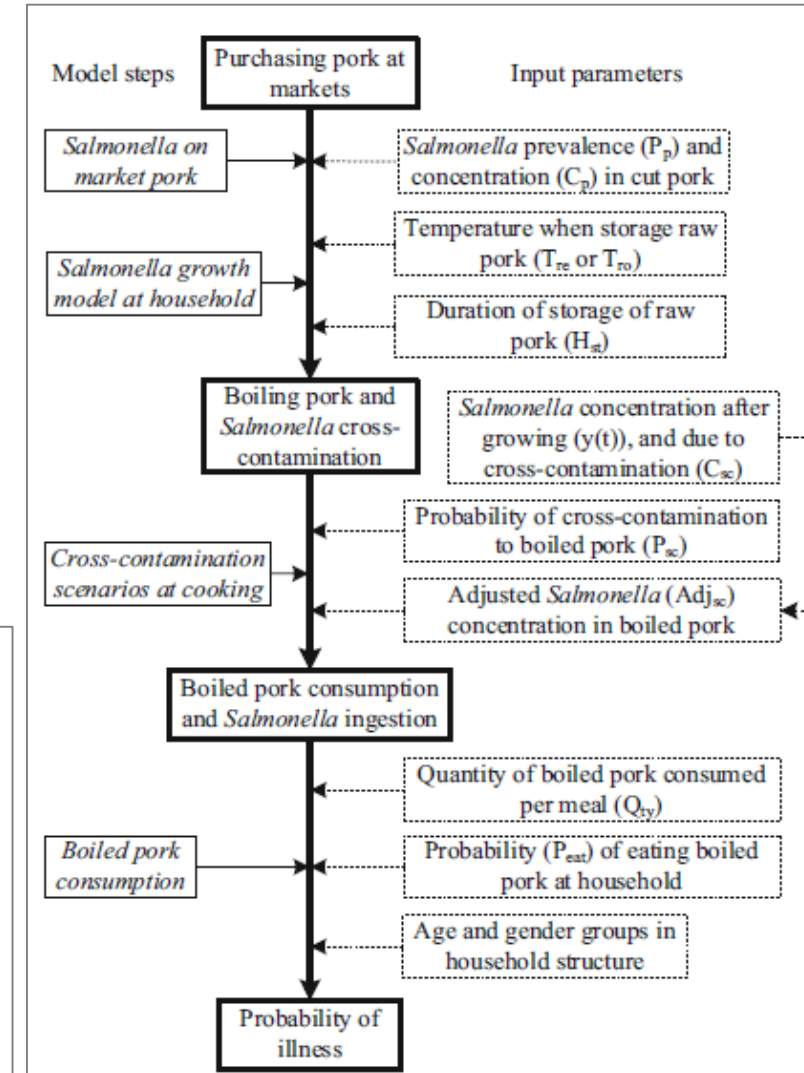 Model steps
Purchasing pork at
markets
Input parameters
Salmonella on
market pork
Salmonella prevalence (Pp) and
concentration (Cp) in cut pork
Temperature when storage raw
pork (Tre or Tro)
Salmonella growth
model at household
Duration of storage of raw
pork (Hst)
Boiling pork and
Salmonella cross-
contamination
Salmonella concentration after
growing (y(t)), and due to
cross-contamination (Csc)
Probability of cross-contamination
to boiled pork (Psc)
Cross-contamination
scenarios at cooking
Adjusted Salmonella (Adjsc)
concentration in boiled pork
Boiled pork consumption
and Salmonella ingestion
Quantity of boiled pork consumed
per meal (Qty)
Boiled pork
consumption
Probability (Peat) of eating boiled
pork at household
Age and gender groups in
household structure
Probability of
illness